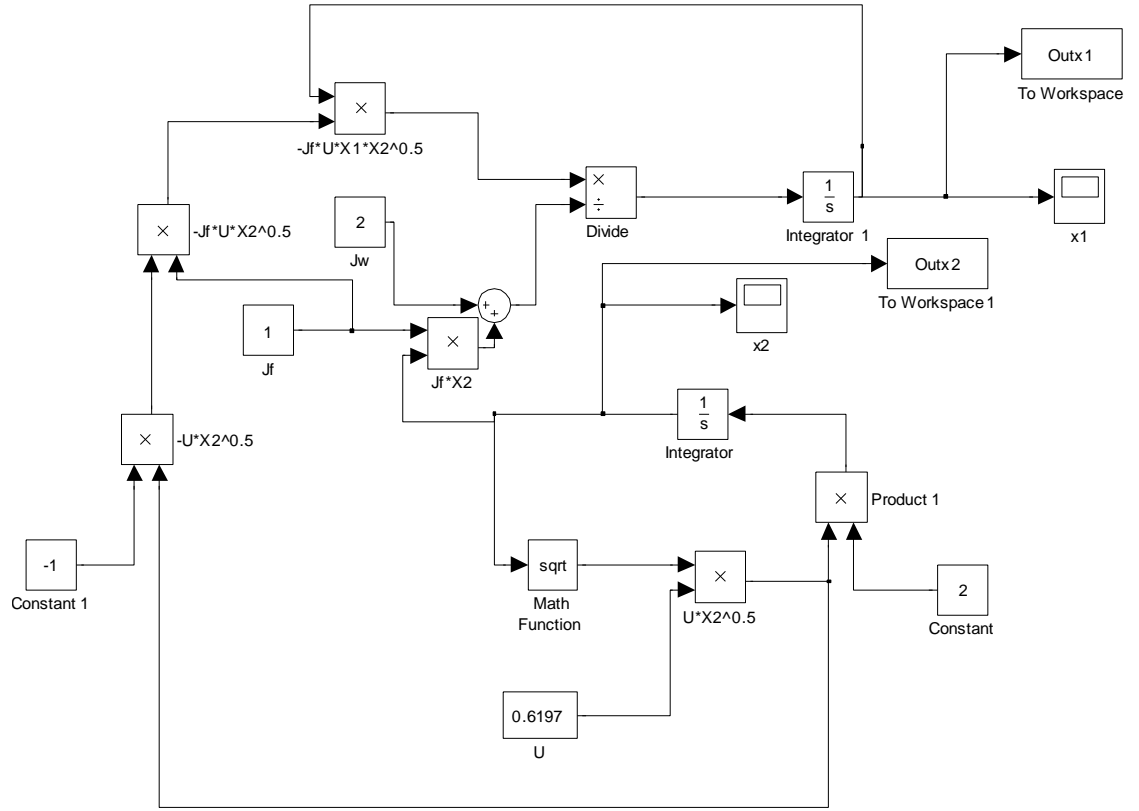 Outx1
To Workspace
×
-Jf*U*X1*X2^0.5
×
÷
Divide
1
s
Integrator 1
x1
×
-Jf*U*X2^0.5
2
Jw
Outx2
To Workspace 1
+
+
x2
1
Jf
×
Jf*X2
1
s
Integrator
×
-U*X2^0.5
×
Product 1
-1
Constant 1
sqrt
Math
Function
×
U*X2^0.5
2
Constant
0.6197
U